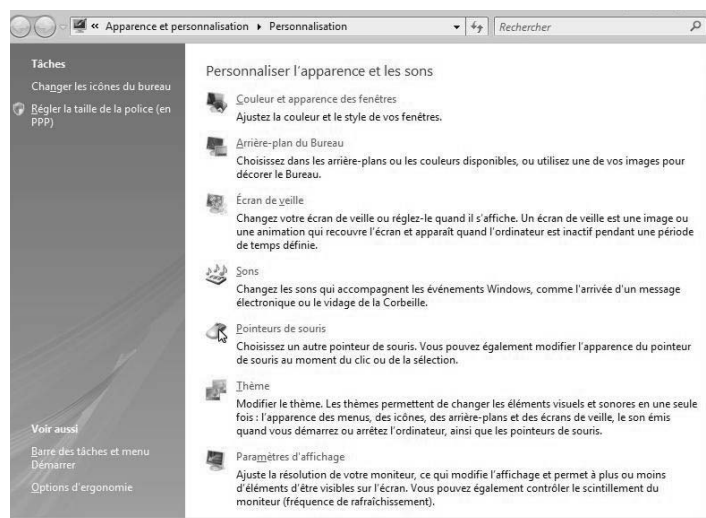 « Apparence et personnalisation ▸ Personnalisation
Rechercher
Tâches
Changer les icônes du bureau
Régler la taille de la police (en
PPP)
Voir aussi
Barre des tâches et menu
Démarrer
Options d'ergonomie
Personnaliser l'apparence et les sons
Couleur et apparence des fenêtres
Ajustez la couleur et le style de vos fenêtres.
Arrière-plan du Bureau
Choisissez dans les arrière-plans ou les couleurs disponibles, ou utilisez une de vos images pour
décorer le Bureau.
Écran de veille
Changez votre écran de veille ou réglez-le quand il s'affiche. Un écran de veille est une image ou
une animation qui recouvre l'écran et apparaît quand l'ordinateur est inactif pendant une période
de temps définie.
Sons
Changez les sons qui accompagnent les événements Windows, comme l'arrivée d'un message
électronique ou le vidage de la Corbeille.
Pointeurs de souris
Choisissez un autre pointeur de souris. Vous pouvez également modifier l'apparence du pointeur
de souris au moment du clic ou de la sélection.
Thème
Modifier le thème. Les thèmes permettent de changer les éléments visuels et sonores en une seule
fois : l'apparence des menus, des icônes, des arrière-plans et des écrans de veille, le son émis
quand vous démarrez ou arrêtez l'ordinateur, ainsi que les pointeurs de souris.
Paramètres d'affichage
Ajuste la résolution de votre moniteur, ce qui modifie l'affichage et permet à plus ou moins
d'éléments d'être visibles sur l'écran. Vous pouvez également contrôler le scintillement du
moniteur (fréquence de rafraîchissement).